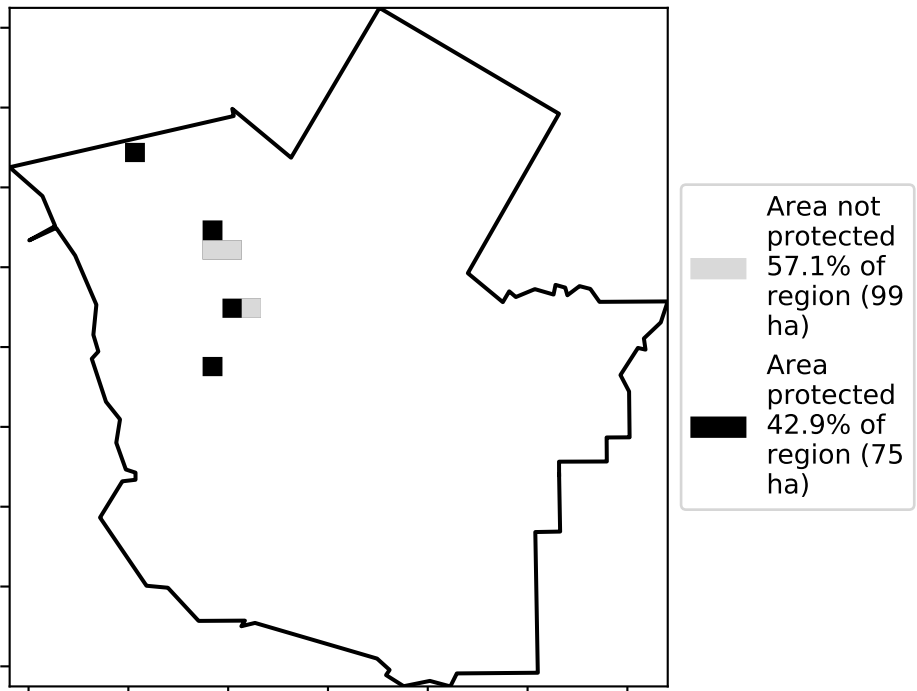 Area not
protected
57.1% of
region (99
ha)
Area
protected
42.9% of
region (75
ha)